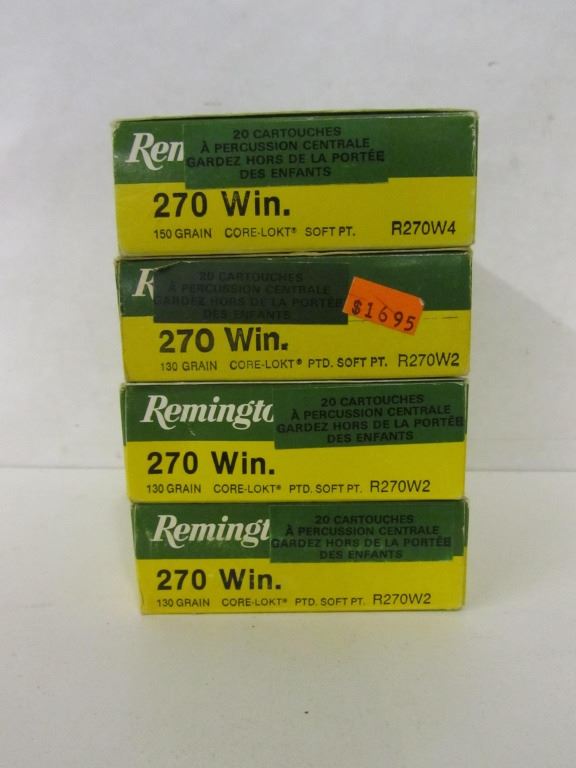 Rem
20 CARTOUCHES
À PERCUSSION CENTRALE
GARDEZ HORS DE LA PORTÉE
DES ENFANTS
270 Win.
150 GRAIN CORE-LOKT® SOFT PT. R270W4
R
20 CARTOUCHES
À PERCUSSION CENTRALE
GARDEZ HORS DE LA PORTÉE
DES ENFANTS
$16.95
270 Win.
130 GRAIN CORE-LOKT® PTD. SOFT PT. R270W2
Remingto
20 CARTOUCHES
À PERCUSSION CENTRALE
GARDEZ HORS DE LA PORTÉE
DES ENFANTS
270 Win.
130 GRAIN CORE-LOKT® PTD. SOFT PT. R270W2
Remingt
20 CARTOUCHES
À PERCUSSION CENTRALE
GARDEZ HORS DE LA PORTÉE
DES ENFANTS
270 Win.
130 GRAIN CORE-LOKT® PTD. SOFT PT. R270W2